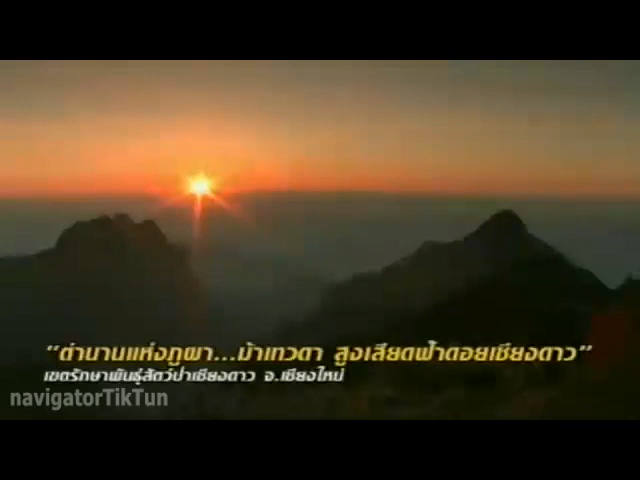 "ตำนานแห่งภูผา...ม้าเทวดา สูงเสียดฟ้าดอยเชียงดาว"
เขตรักษาพันธุ์สัตว์ป่าเชียงดาว จ.เชียงใหม่
navigatorTikTun